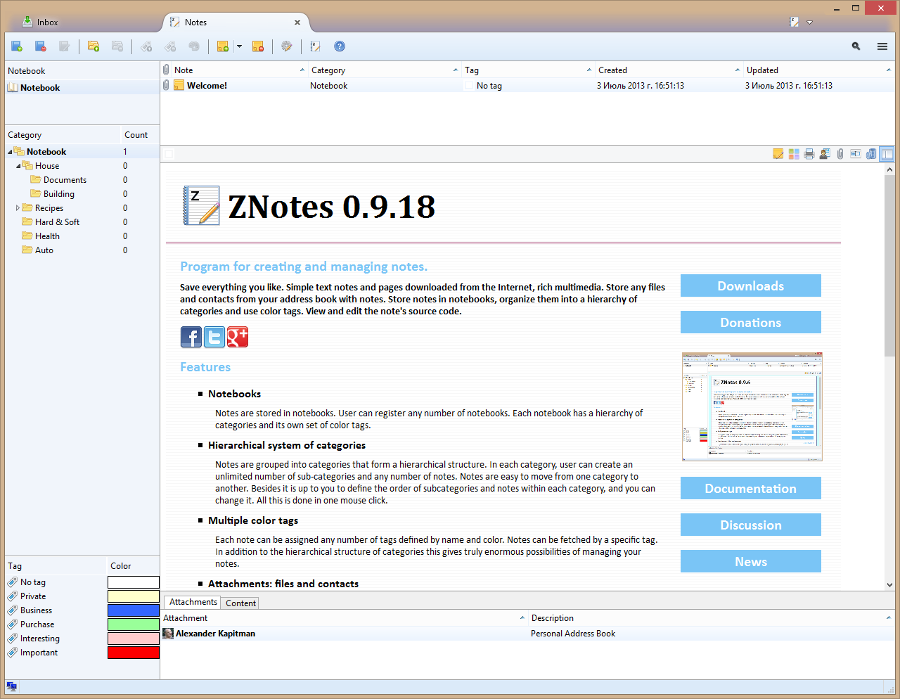 Inbox
Notes
Notebook
Notebook
Note Category Tag Created Updated
Welcome! Notebook No tag 3 Июль 2013 г. 16:51:13 3 Июль 2013 г. 16:51:13
Category Count
Notebook 1
House 0
Documents 0
Building 0
Recipes 0
Hard & Soft 0
Health 0
Auto 0
Tag Color
No tag
Private
Business
Purchase
Interesting
Important
Z
ZNotes 0.9.18
Program for creating and managing notes.
Save everything you like. Simple text notes and pages downloaded from the Internet, rich multimedia. Store any files
and contacts from your address book with notes. Store notes in notebooks, organize them into a hierarchy of
categories and use color tags. View and edit the note's source code.
f t g+
Features
Notebooks
Notes are stored in notebooks. User can register any number of notebooks. Each notebook has a hierarchy of
categories and its own set of color tags.
Hierarchical system of categories
Notes are grouped into categories that form a hierarchical structure. In each category, user can create an
unlimited number of sub-categories and any number of notes. Notes are easy to move from one category to
another. Besides it is up to you to define the order of subcategories and notes within each category, and you can
change it. All this is done in one mouse click.
Multiple color tags
Each note can be assigned any number of tags defined by name and color. Notes can be fetched by a specific tag.
In addition to the hierarchical structure of categories this gives truly enormous possibilities of managing your
notes.
Attachments: files and contacts
Downloads
Donations
ZNotes 0.9.6
Documentation
Discussion
News
Attachments Content
Attachment Description
Alexander Kapitman Personal Address Book